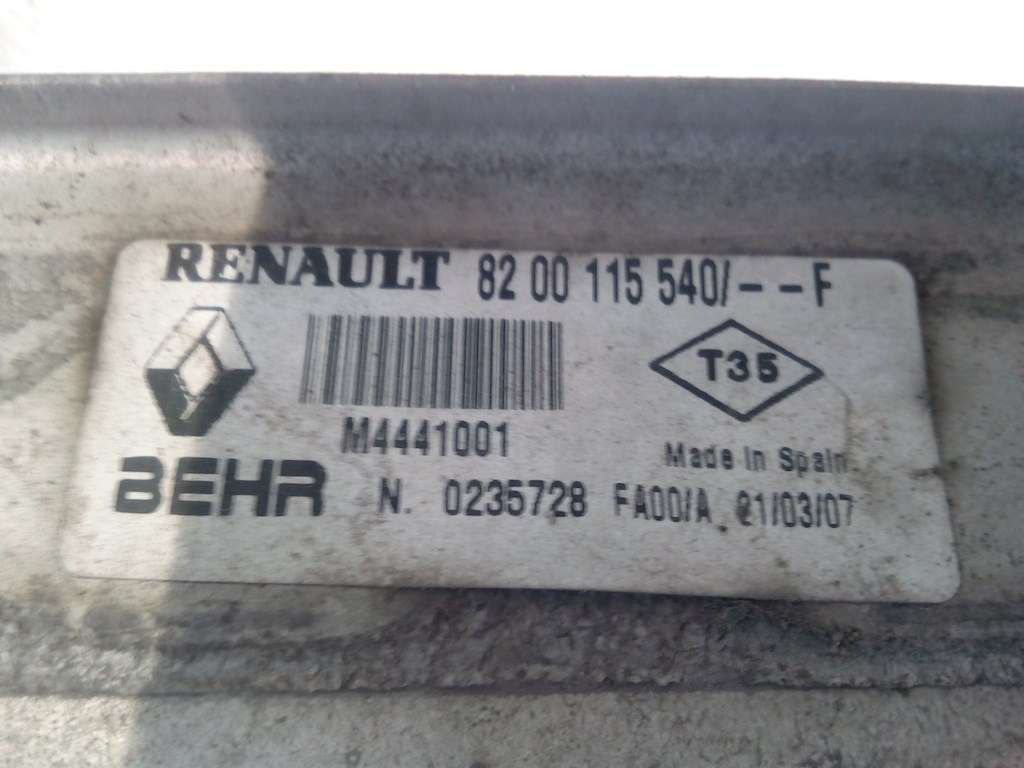 RENAULT 82 00 115 540/--F
T35
M4441001
Made In Spain
BEHR N. 0235728 FA00/A 21/03/07